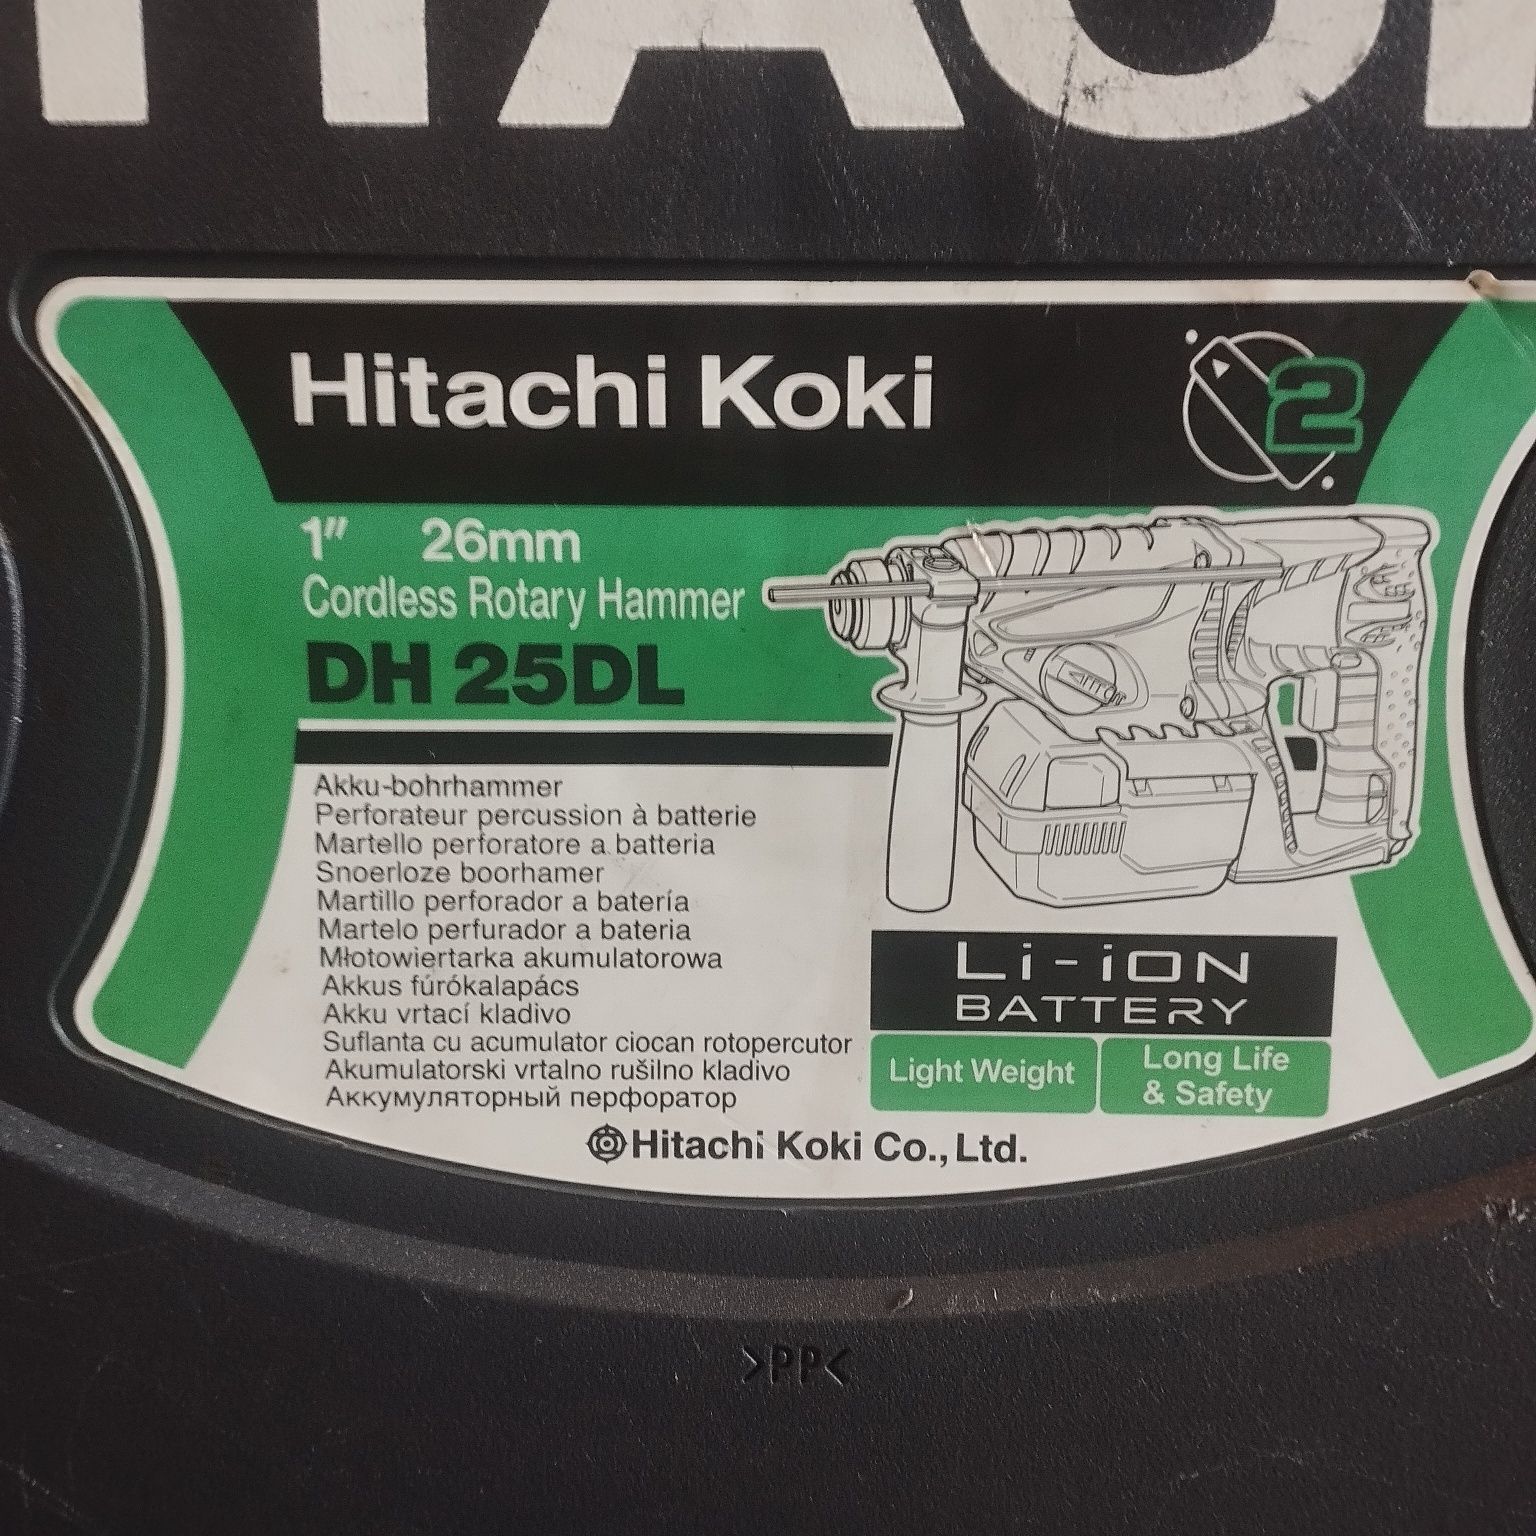 HITACHI
Hitachi Koki
2
1" 26mm
Cordless Rotary Hammer
DH 25DL
Akku-bohrhammer
Perforateur percussion à batterie
Martello perforatore a batteria
Snoerloze boorhamer
Martillo perforador a batería
Martelo perfurador a bateria
Młotowiertarka akumulatorowa
Akkus fúrókalapács
Akku vrtací kladivo
Suflanta cu acumulator ciocan rotopercutor
Akumulatorski vrtalno rušilno kladivo
Аккумуляторный перфоратор
Li-iON
BATTERY
Light Weight
Long Life
& Safety
Hitachi Koki Co., Ltd.
>PP<